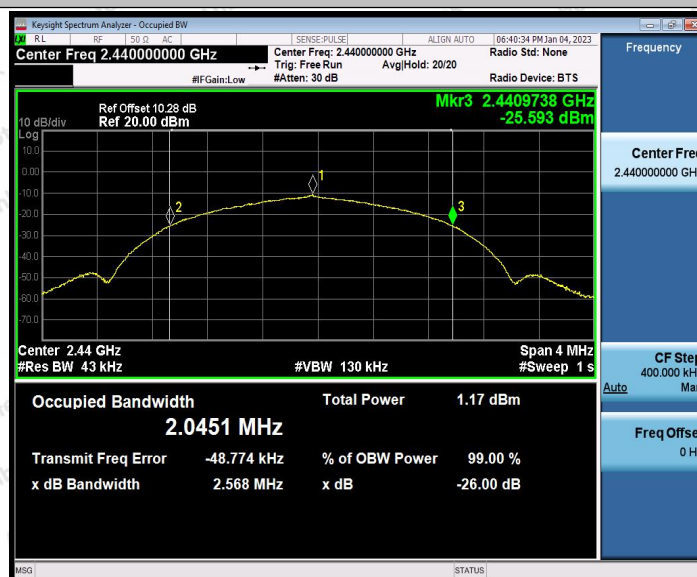 Keysight Spectrum Analyzer - Occupied BW
RL RF 50 Ω AC SENSE:PULSE ALIGN AUTO 06:40:34 PM Jan 04, 2023
Center Freq 2.440000000 GHz
Center Freq: 2.440000000 GHz
Radio Std: None
Trig: Free Run Avg|Hold: 20/20
#IFGain:Low #Atten: 30 dB Radio Device: BTS
Frequency
Mkr3 2.4409738 GHz
-25.593 dBm
Ref Offset 10.28 dB
10 dB/div Ref 20.00 dBm
Log
10.0
0.00
-10.0
-20.0
-30.0
-40.0
-50.0
-60.0
-70.0
1
2
3
Center 2.44 GHz Span 4 MHz
#Res BW 43 kHz #VBW 130 kHz #Sweep 1 s
Occupied Bandwidth Total Power 1.17 dBm
2.0451 MHz
Transmit Freq Error -48.774 kHz % of OBW Power 99.00 %
x dB Bandwidth 2.568 MHz x dB -26.00 dB
Center Fre
2.440000000 GH
CF Step
400.000 kH
Auto Ma
Freq Offse
0 H
MSG STATUS